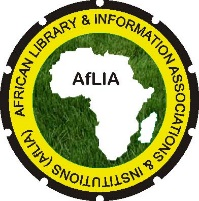 AFRICAN LIBRARY & INFORMATION ASSOCIATIONS & INSTITUTIONS (AfLIA)
AfLIA